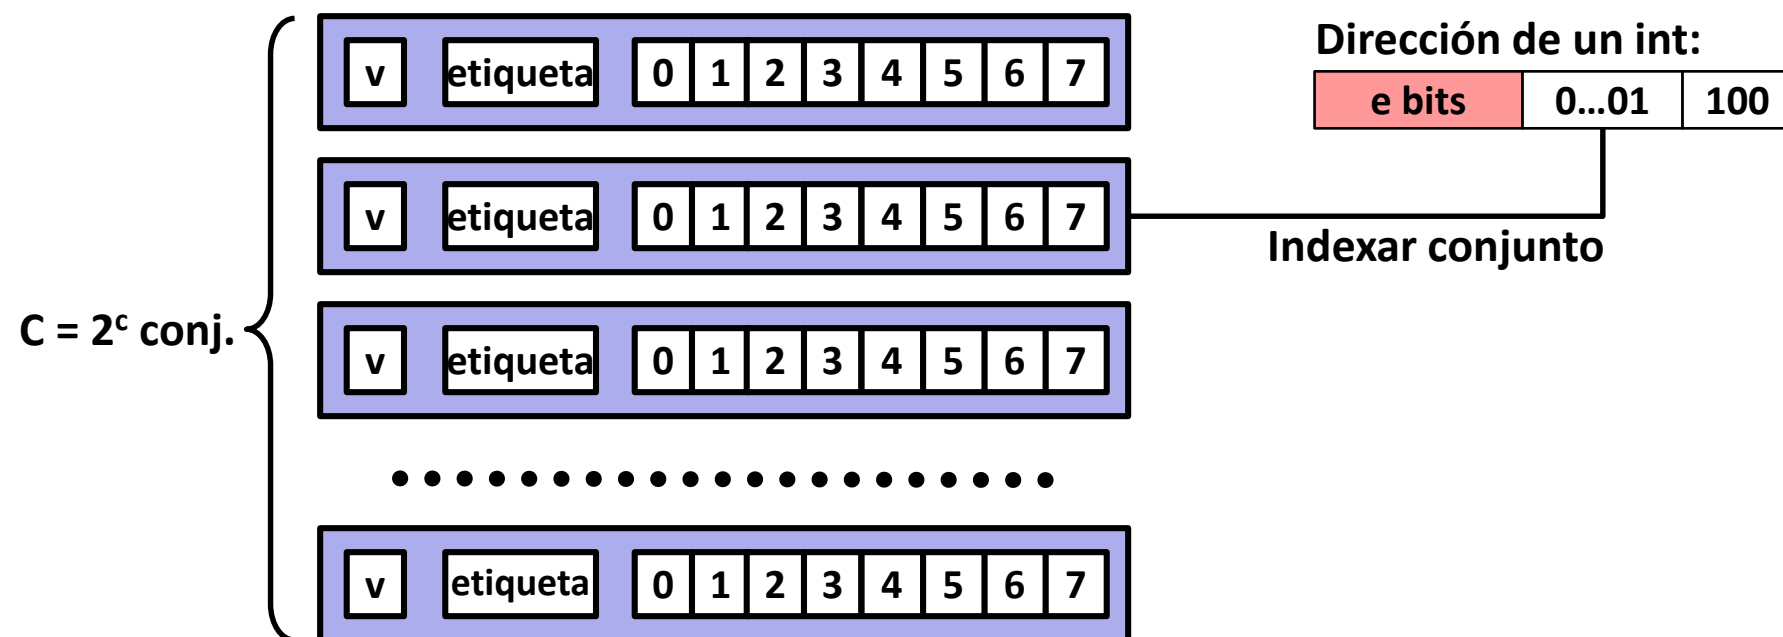 v etiqueta 0 1 2 3 4 5 6 7
Dirección de un int:
e bits 0...01 100
v etiqueta 0 1 2 3 4 5 6 7
Indexar conjunto
C = 2ᶜ conj.
v etiqueta 0 1 2 3 4 5 6 7
v etiqueta 0 1 2 3 4 5 6 7